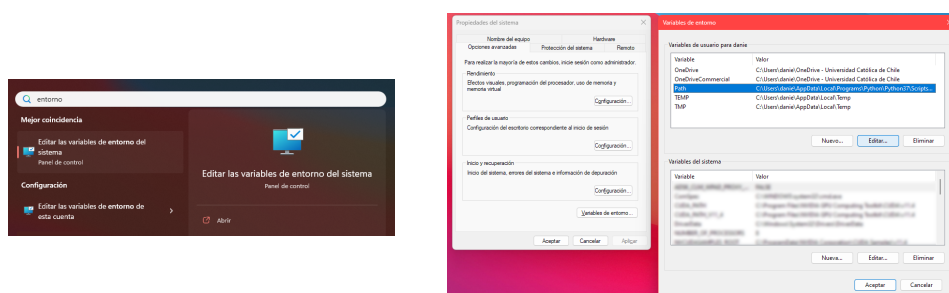 entorno
Mejor coincidencia
Editar las variables de entorno del
sistema
Panel de control
Configuración
Editar las variables de entorno de
esta cuenta
Editar las variables de entorno del sistema
Panel de control
Abrir
Propiedades del sistema
Nombre del equipo Hardware
Opciones avanzadas Protección del sistema Remoto
Para realizar la mayoría de estos cambios, inicie sesión como administrador.
Rendimiento
Efectos visuales, programación del procesador, uso de memoria y
memoria virtual
Configuración...
Perfiles de usuario
Configuración del escritorio correspondiente al inicio de sesión
Configuración...
Inicio y recuperación
Inicio del sistema, errores del sistema e información de depuración
Configuración...
Variables de entorno...
Aceptar Cancelar Aplicar
Variables de entorno
Variables de usuario para danie
Variable Valor
OneDrive C:\Users\danie\OneDrive - Universidad Católica de Chile
OneDriveCommercial C:\Users\danie\OneDrive - Universidad Católica de Chile
Path C:\Users\danie\AppData\Local\Programs\Python\Python37\Scripts...
TEMP C:\Users\danie\AppData\Local\Temp
TMP C:\Users\danie\AppData\Local\Temp
Nueva... Editar... Eliminar
Variables del sistema
Variable Valor
Nueva... Editar... Eliminar
Aceptar Cancelar